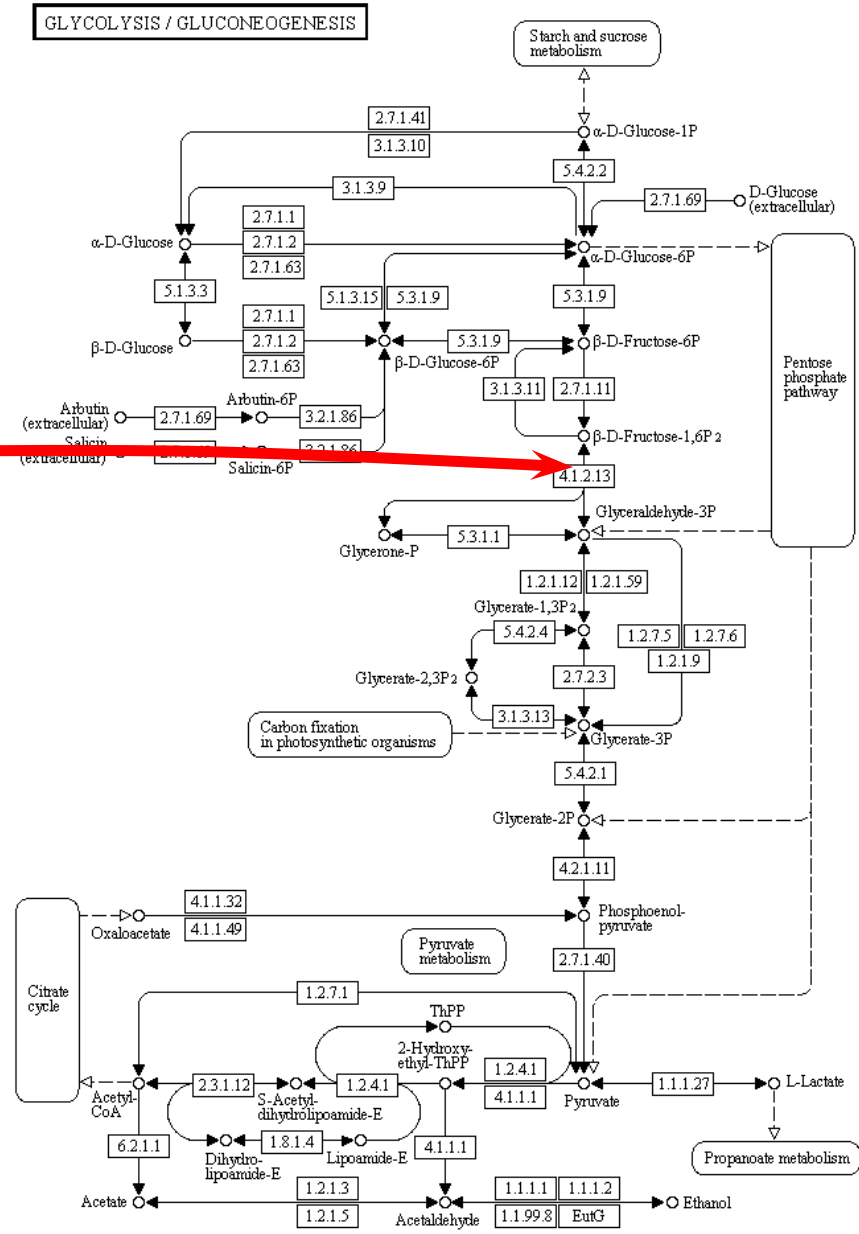 GLYCOLYSIS / GLUCONEOGENESIS
Starch and sucrose
metabolism
2.7.1.41
α-D-Glucose-1P
3.1.3.10
5.4.2.2
3.1.3.9
2.7.1.69
D-Glucose
(extracellular)
2.7.1.1
α-D-Glucose
2.7.1.2
2.7.1.63
α-D-Glucose-6P
5.1.3.3
5.1.3.15
5.3.1.9
5.3.1.9
2.7.1.1
β-D-Glucose
2.7.1.2
2.7.1.63
5.3.1.9
β-D-Glucose-6P
β-D-Fructose-6P
Pentose
phosphate
pathway
3.1.3.11
2.7.1.11
Arbutin
(extracellular)
2.7.1.69
Arbutin-6P
3.2.1.86
β-D-Fructose-1,6P2
Salicin
(extracellular)
Salicin-6P
3.2.1.86
4.1.2.13
Glyceraldehyde-3P
Glycerone-P
5.3.1.1
1.2.1.12
1.2.1.59
Glycerate-1,3P2
5.4.2.4
1.2.7.5
1.2.7.6
1.2.1.9
Glycerate-2,3P2
2.7.2.3
3.1.3.13
Carbon fixation
in photosynthetic organisms
Glycerate-3P
5.4.2.1
Glycerate-2P
4.2.1.11
4.1.1.32
Oxaloacetate
4.1.1.49
Phosphoenol-
pyruvate
Pyruvate
metabolism
2.7.1.40
Citrate
cycle
1.2.7.1
ThPP
2-Hydroxy-
ethyl-ThPP
1.2.4.1
Acetyl-
CoA
2.3.1.12
S-Acetyl-
dihydrolipoamide-E
1.2.4.1
4.1.1.1
Pyruvate
1.1.1.27
L-Lactate
6.2.1.1
Dihydro-
lipoamide-E
1.8.1.4
Lipoamide-E
4.1.1.1
Propanoate metabolism
Acetate
1.2.1.3
1.2.1.5
Acetaldehyde
1.1.1.1
1.1.1.2
1.1.99.8
EutG
Ethanol